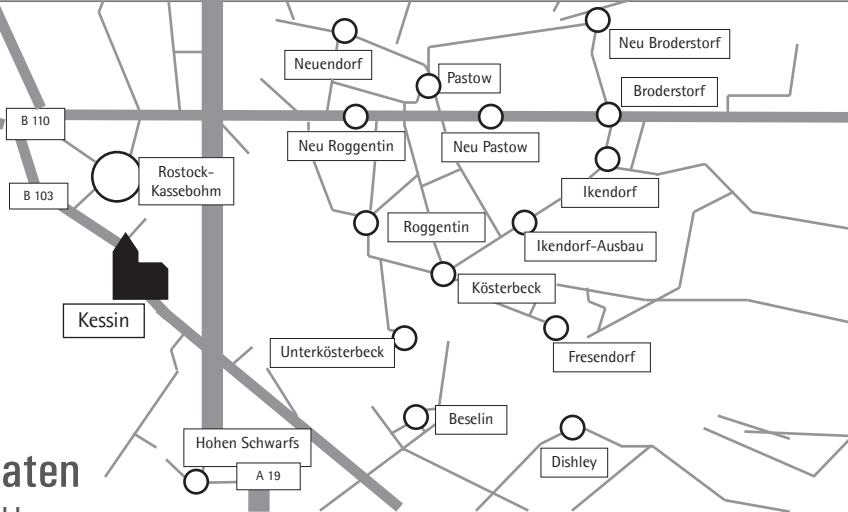 Neu Broderstorf
Neuendorf
Pastow
Broderstorf
B 110
Neu Roggentin
Neu Pastow
Rostock-
Kassebohm
B 103
Ikendorf
Roggentin
Ikendorf-Ausbau
Kösterbeck
Kessin
Unterkösterbeck
Fresendorf
Beselin
Hohen Schwarfs
Dishley
A 19
aten